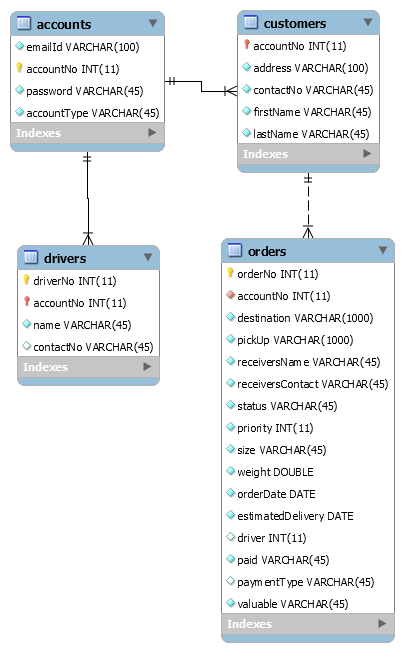 accounts
emailId VARCHAR(100)
accountNo INT(11)
password VARCHAR(45)
accountType VARCHAR(45)
Indexes
customers
accountNo INT(11)
address VARCHAR(100)
contactNo VARCHAR(45)
firstName VARCHAR(45)
lastName VARCHAR(45)
Indexes
drivers
driverNo INT(11)
accountNo INT(11)
name VARCHAR(45)
contactNo VARCHAR(45)
Indexes
orders
orderNo INT(11)
accountNo INT(11)
destination VARCHAR(1000)
pickUp VARCHAR(1000)
receiversName VARCHAR(45)
receiversContact VARCHAR(45)
status VARCHAR(45)
priority INT(11)
size VARCHAR(45)
weight DOUBLE
orderDate DATE
estimatedDelivery DATE
driver INT(11)
paid VARCHAR(45)
paymentType VARCHAR(45)
valuable VARCHAR(45)
Indexes